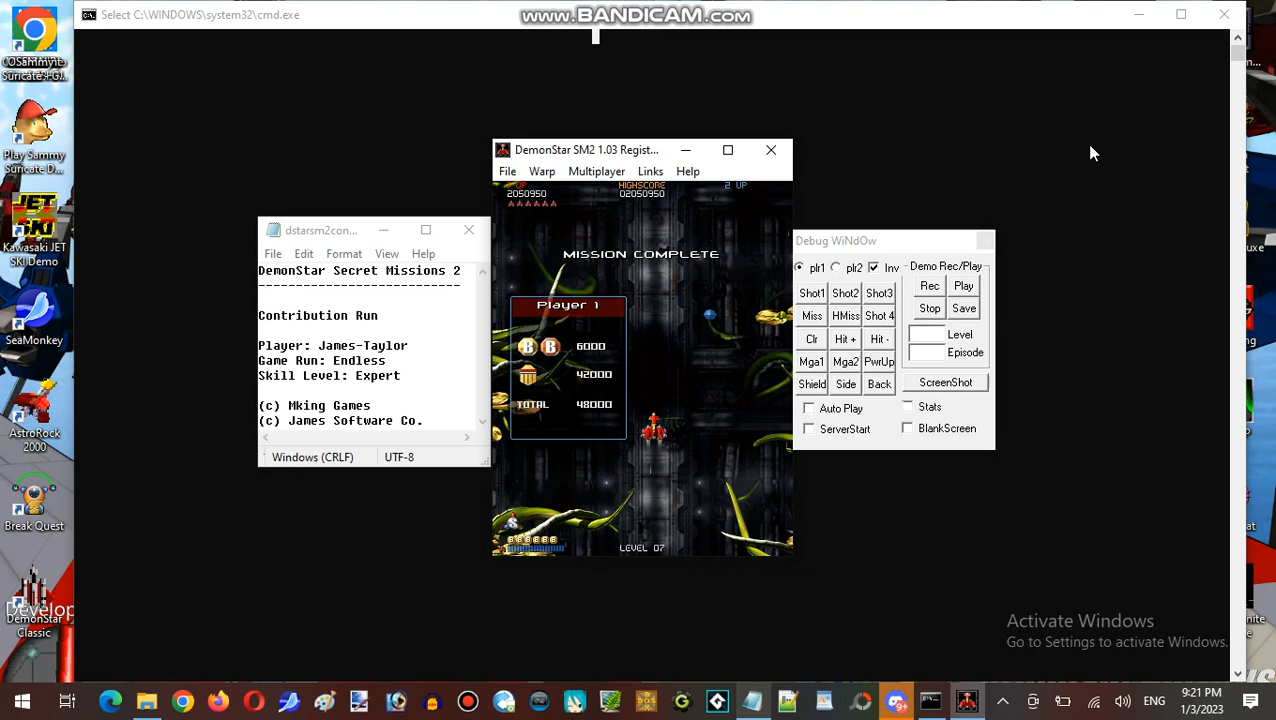 Select C:\WINDOWS\system32\cmd.exe
www.BANDICAM.com
Play Sammy
Suricate D...
Kawasaki JET
SKI Demo
SeaMonkey
AstroRock
2000
Break Quest
Develop
DemonStar
Classic
dstarsm2con...
File Edit Format View Help
DemonStar Secret Missions 2
---------------------------
Contribution Run
Player: James-Taylor
Game Run: Endless
Skill Level: Expert
(c) Mking Games
(c) James Software Co.
Windows (CRLF) UTF-8
DemonStar SM2 1.03 Regist...
File Warp Multiplayer Links Help
UP HIGHSCORE 2 UP
2050950 02050950
MISSION COMPLETE
Player 1
6000
42000
TOTAL 48000
LEVEL 07
Debug WiNdOw
plr1 plr2 Inv
Demo Rec/Play
Shot1 Shot2 Shot3 Rec Play
Miss HMiss Shot 4 Stop Save
Clr Hit + Hit - Level
Mga1 Mga2 PwrUp Episode
Shield Side Back ScreenShot
Auto Play Stats
ServerStart BlankScreen
Activate Windows
Go to Settings to activate Windows.
9+
ENG
9:21 PM
1/3/2023